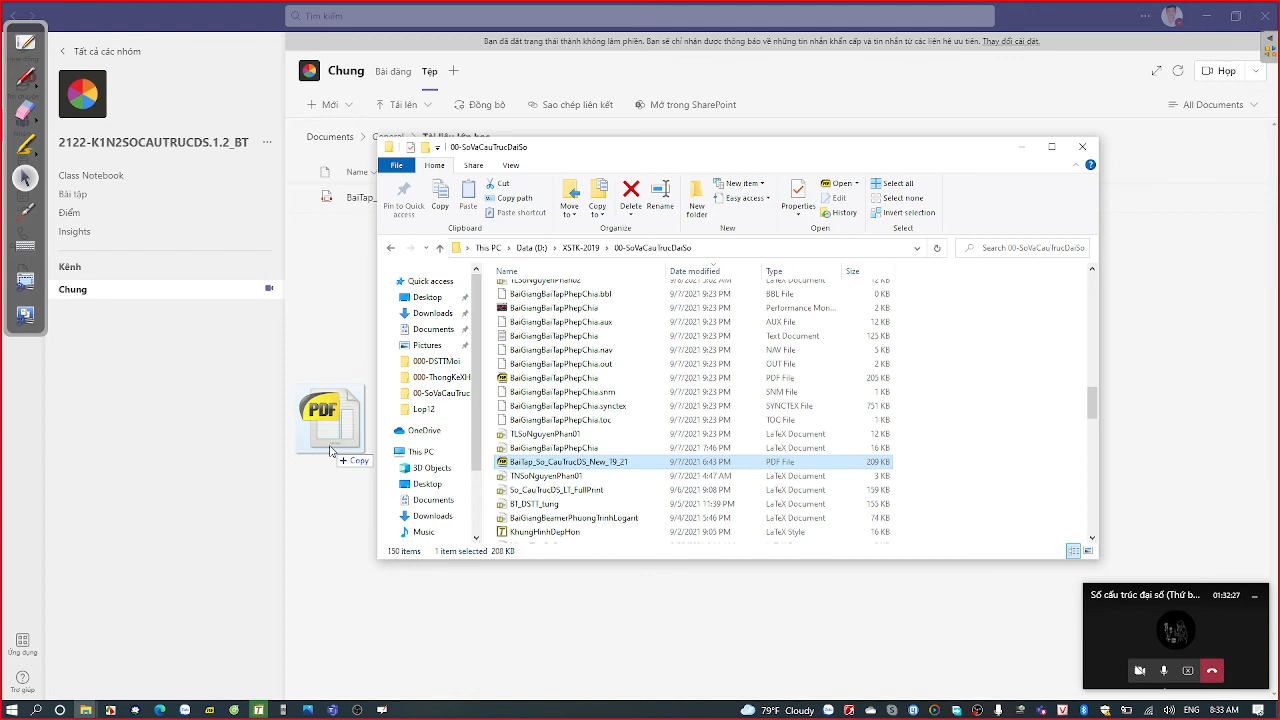 Tìm kiếm
Bạn đã đặt trạng thái thành không làm phiền. Bạn sẽ chỉ nhận được thông báo về những tin nhắn khẩn cấp và tin nhắn từ các liên hệ ưu tiên. Thay đổi cài đặt.
Tất cả các nhóm
Chung
Bài đăng
Tệp
Họp
Mới
Tải lên
Đồng bộ
Sao chép liên kết
Mở trong SharePoint
All Documents
2122-K1N2SOCAUTRUCDS.1.2_BT
Class Notebook
Bài tập
Điểm
Insights
Kênh
Chung
Documents
General
Tài liệu lớp học
Name
BaiTap_
00-SoVaCauTrucDaiSo
File
Home
Share
View
Pin to Quick access
Copy
Paste
Cut
Copy path
Paste shortcut
Clipboard
Move to
Copy to
Delete
Rename
Organize
New folder
New item
Easy access
New
Properties
Open
Edit
History
Open
Select all
Select none
Invert selection
Select
This PC
Data (D:)
XSTK-2019
00-SoVaCauTrucDaiSo
Search 00-SoVaCauTrucDaiSo
Quick access
Desktop
Downloads
Documents
Pictures
000-DSTTMoi
000-ThongKeXH
00-SoVaCauTruc
Lop12
OneDrive
This PC
3D Objects
Desktop
Documents
Downloads
Music
Name Date modified Type Size
BaiGiangBaiTapPhepChia.bbl 9/7/2021 9:23 PM BBL File 0 KB
BaiGiangBaiTapPhepChia 9/7/2021 9:23 PM Performance Mon... 2 KB
BaiGiangBaiTapPhepChia.aux 9/7/2021 9:23 PM AUX File 12 KB
BaiGiangBaiTapPhepChia 9/7/2021 9:23 PM Text Document 125 KB
BaiGiangBaiTapPhepChia.nav 9/7/2021 9:23 PM NAV File 5 KB
BaiGiangBaiTapPhepChia.out 9/7/2021 9:23 PM OUT File 2 KB
BaiGiangBaiTapPhepChia 9/7/2021 9:23 PM PDF File 205 KB
BaiGiangBaiTapPhepChia.snm 9/7/2021 9:23 PM SNM File 1 KB
BaiGiangBaiTapPhepChia.synctex 9/7/2021 9:23 PM SYNCTEX File 751 KB
BaiGiangBaiTapPhepChia.toc 9/7/2021 9:23 PM TOC File 2 KB
TLSoNguyenPhan01 9/7/2021 9:23 PM LaTeX Document 12 KB
BaiGiangBaiTapPhepChia 9/7/2021 7:46 PM LaTeX Document 1 KB
BaiTap_So_CauTrucDS_New_T9_21 9/7/2021 6:43 PM PDF File 209 KB
TNSoNguyenPhan01 9/7/2021 4:47 AM LaTeX Document 3 KB
So_CauTrucDS_LT_FullPrint 9/6/2021 9:08 PM LaTeX Document 159 KB
BT_DSTT_tung 9/5/2021 11:39 PM LaTeX Document 155 KB
BaiGiangBeamerPhuongTrinhLogarit 9/4/2021 5:46 PM LaTeX Document 74 KB
KhungHinhDepHon 9/2/2021 9:05 PM LaTeX Style 16 KB
150 items
1 item selected 208 KB
PDF
Copy
Số cấu trúc đại số (Thứ b...
01:32:27
Ứng dụng
Trợ giúp
79°F Cloudy
8:33 AM